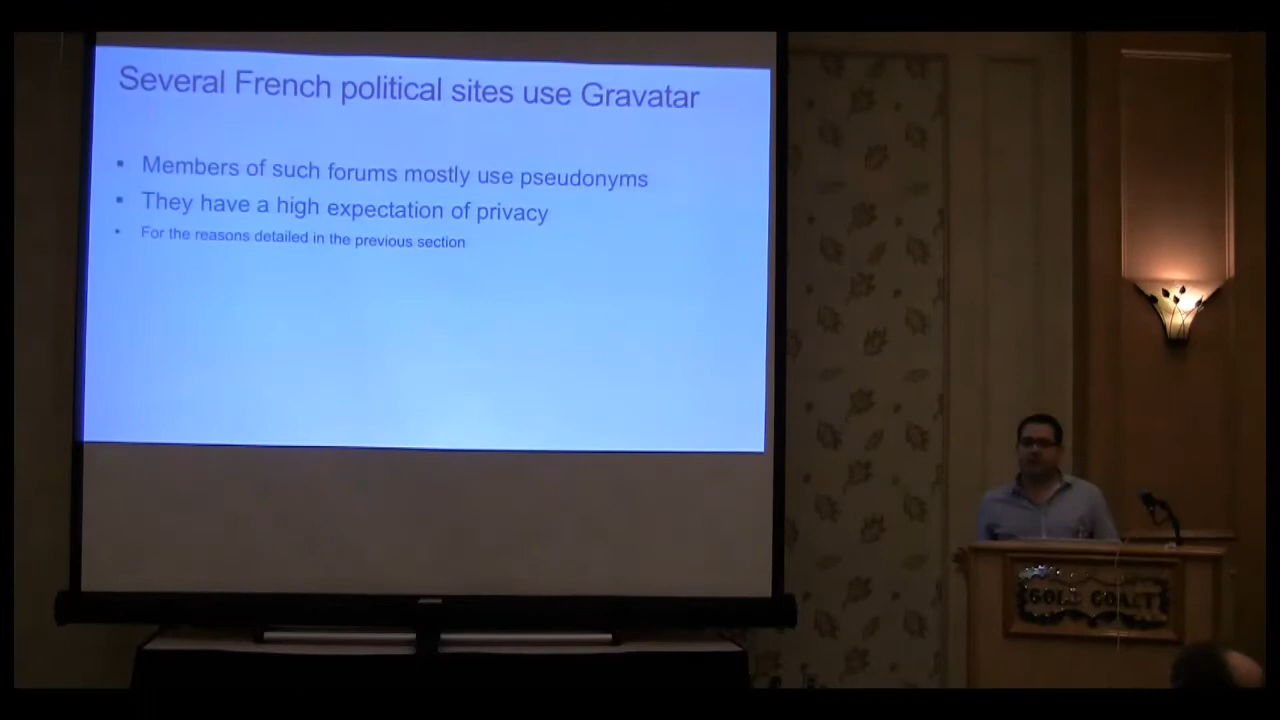 Several French political sites use Gravatar
▪ Members of such forums mostly use pseudonyms
▪ They have a high expectation of privacy
▪ For the reasons detailed in the previous section
GOLD COAST